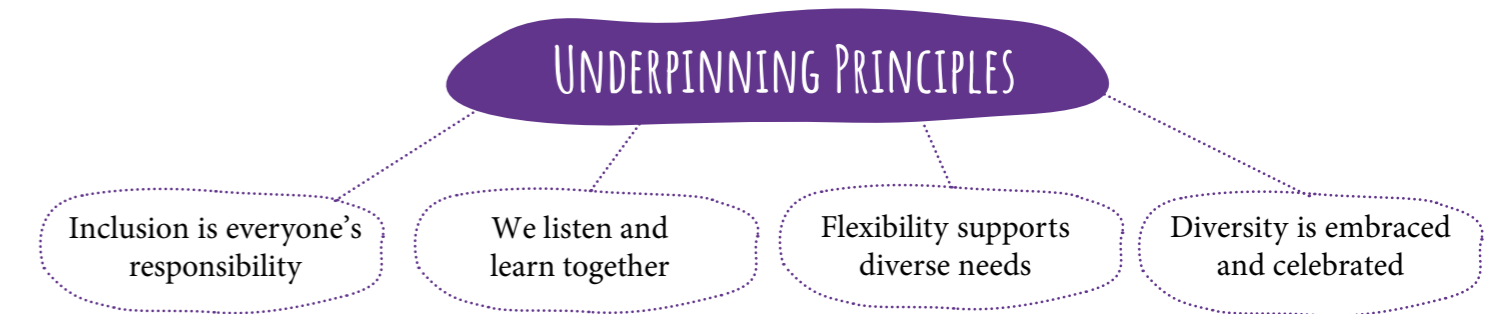 Underpinning Principles
Inclusion is everyone’s
responsibility
We listen and
learn together
Flexibility supports
diverse needs
Diversity is embraced
and celebrated